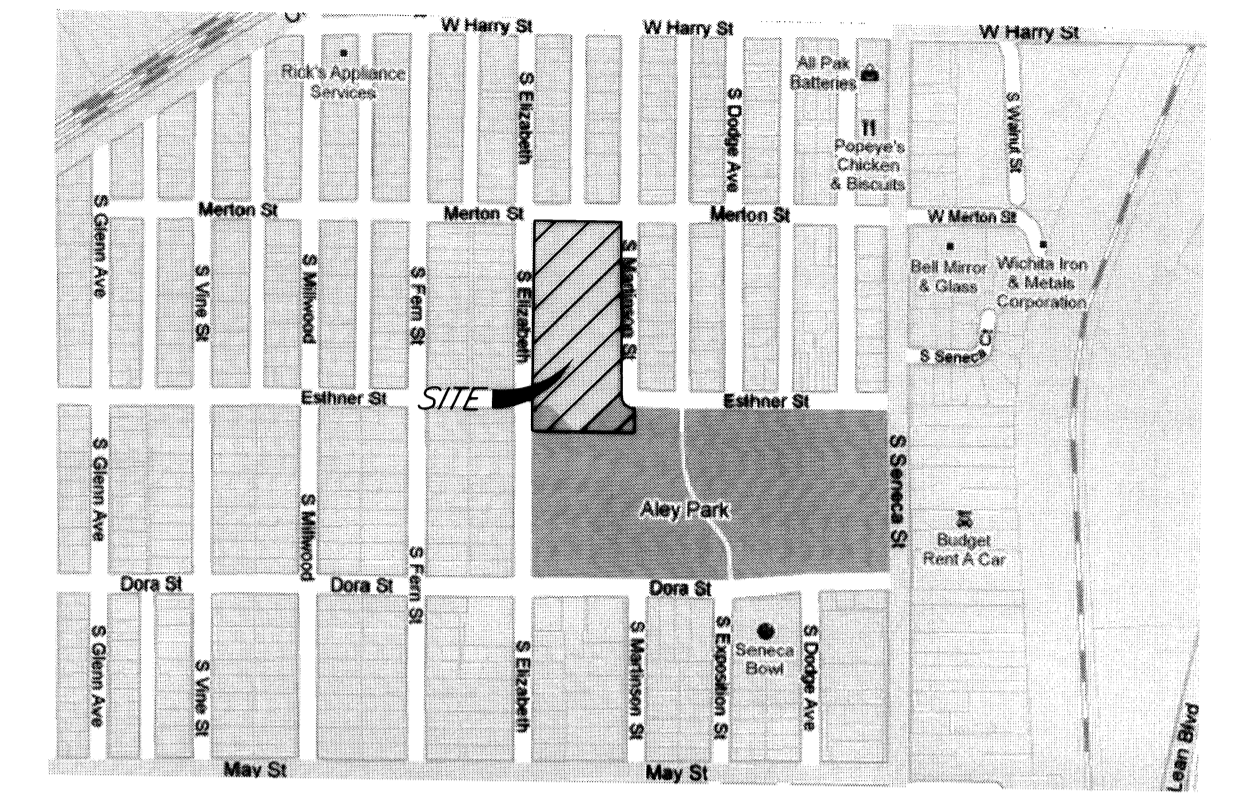 W Harry St
W Harry St
W Harry St
Rick's Appliance
Services
S Elizabeth
S Dodge Ave
All Pak
Batteries
Popeye's
Chicken
& Biscuits
S Walnut St
Merton St
Merton St
Merton St
W Merton St
S Glenn Ave
S Vine St
S Millwood
S Fern St
S Elizabeth
S Martinson St
Bell Mirror
& Glass
Wichita Iron
& Metals
Corporation
S Seneca Ct
Esthner St
SITE
Esthner St
S Glenn Ave
S Millwood
S Fern St
Aley Park
S Seneca St
Budget
Rent A Car
Dora St
Dora St
Dora St
S Glenn Ave
S Vine St
S Elizabeth
S Martinson St
S Exposition St
Seneca
Bowl
S Dodge Ave
May St
May St
Lean Blvd